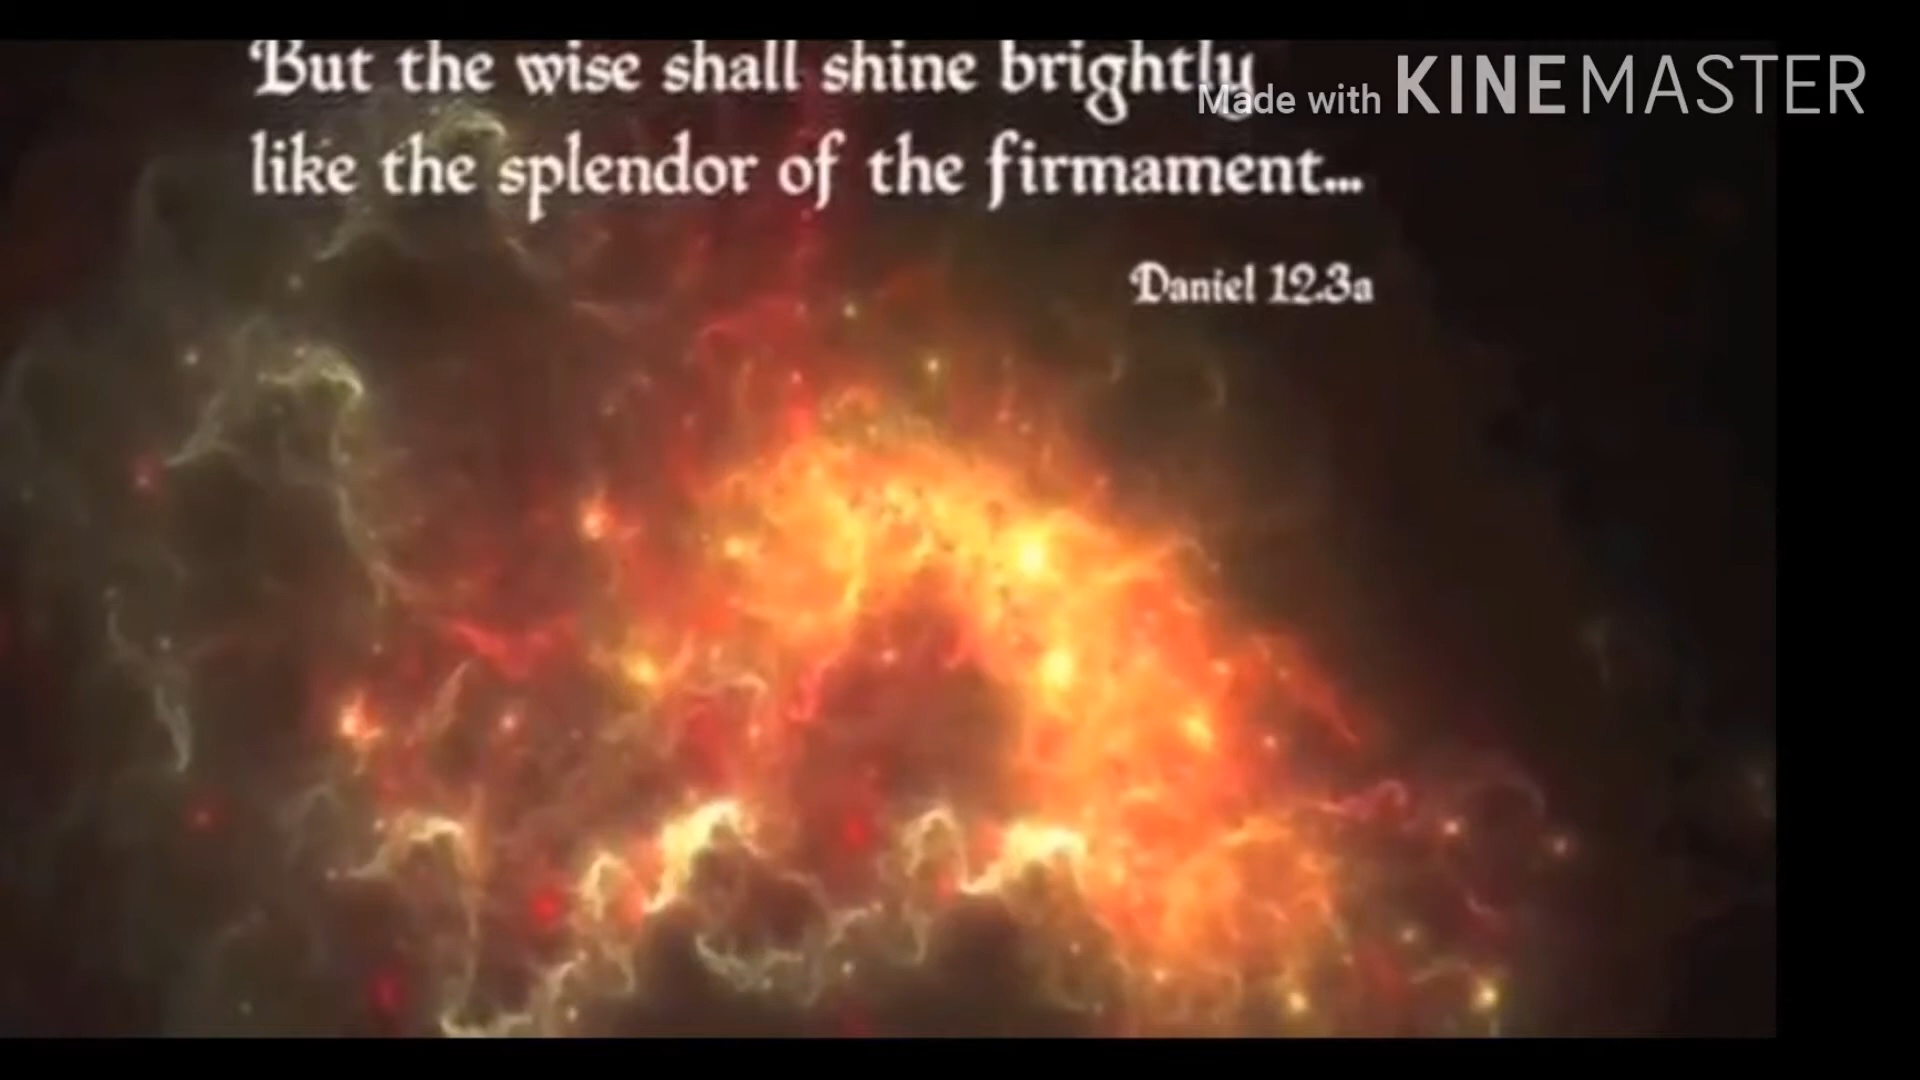 But the wise shall shine brightly
Made with KINEMASTER
like the splendor of the firmament...
Daniel 12.3a